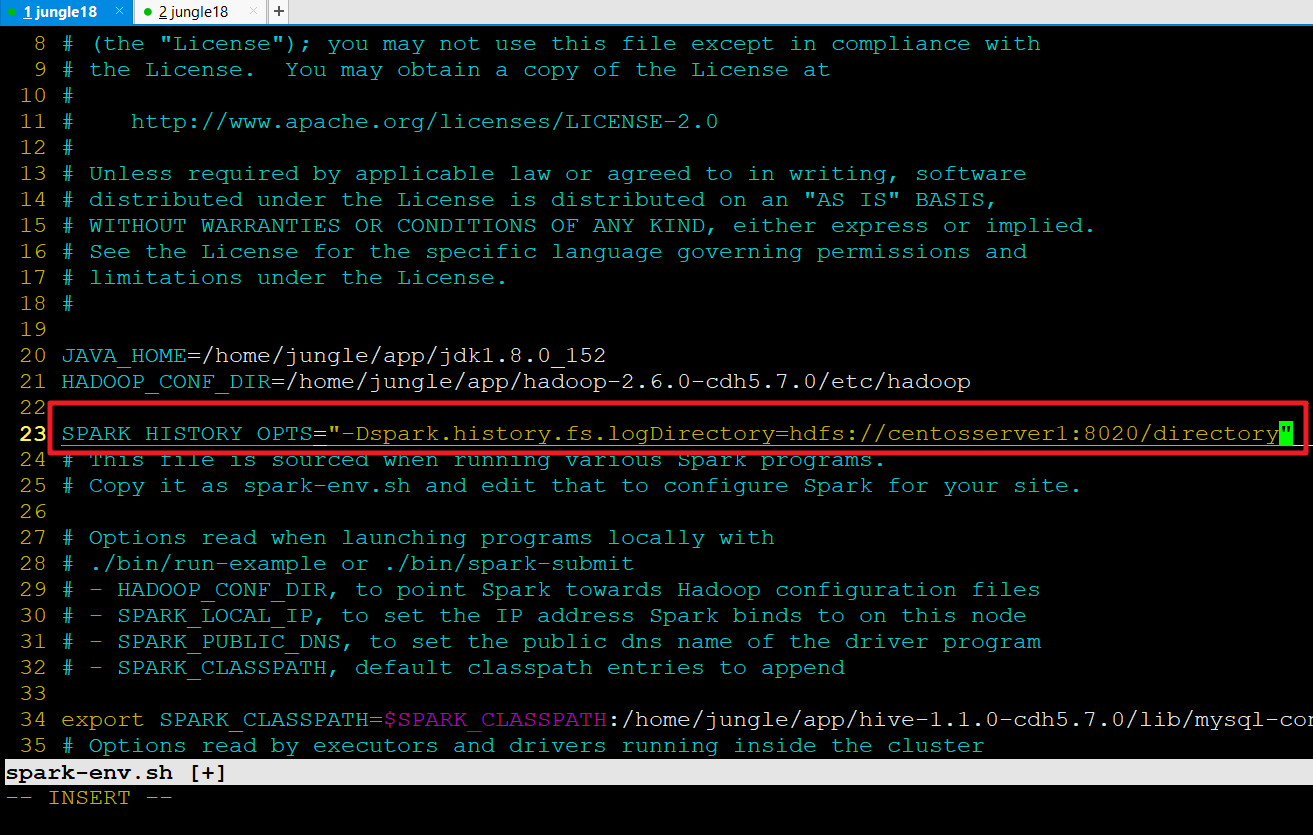 1 jungle18 × 2 jungle18 × +
8 # (the "License"); you may not use this file except in compliance with
9 # the License.  You may obtain a copy of the License at
10 #
11 #    http://www.apache.org/licenses/LICENSE-2.0
12 #
13 # Unless required by applicable law or agreed to in writing, software
14 # distributed under the License is distributed on an "AS IS" BASIS,
15 # WITHOUT WARRANTIES OR CONDITIONS OF ANY KIND, either express or implied.
16 # See the License for the specific language governing permissions and
17 # limitations under the License.
18 #
19
20 JAVA_HOME=/home/jungle/app/jdk1.8.0_152
21 HADOOP_CONF_DIR=/home/jungle/app/hadoop-2.6.0-cdh5.7.0/etc/hadoop
22
23 SPARK_HISTORY_OPTS="-Dspark.history.fs.logDirectory=hdfs://centosserver1:8020/directory"
24 # This file is sourced when running various Spark programs.
25 # Copy it as spark-env.sh and edit that to configure Spark for your site.
26
27 # Options read when launching programs locally with
28 # ./bin/run-example or ./bin/spark-submit
29 # - HADOOP_CONF_DIR, to point Spark towards Hadoop configuration files
30 # - SPARK_LOCAL_IP, to set the IP address Spark binds to on this node
31 # - SPARK_PUBLIC_DNS, to set the public dns name of the driver program
32 # - SPARK_CLASSPATH, default classpath entries to append
33
34 export SPARK_CLASSPATH=$SPARK_CLASSPATH:/home/jungle/app/hive-1.1.0-cdh5.7.0/lib/mysql-con
35 # Options read by executors and drivers running inside the cluster
spark-env.sh [+]
-- INSERT --